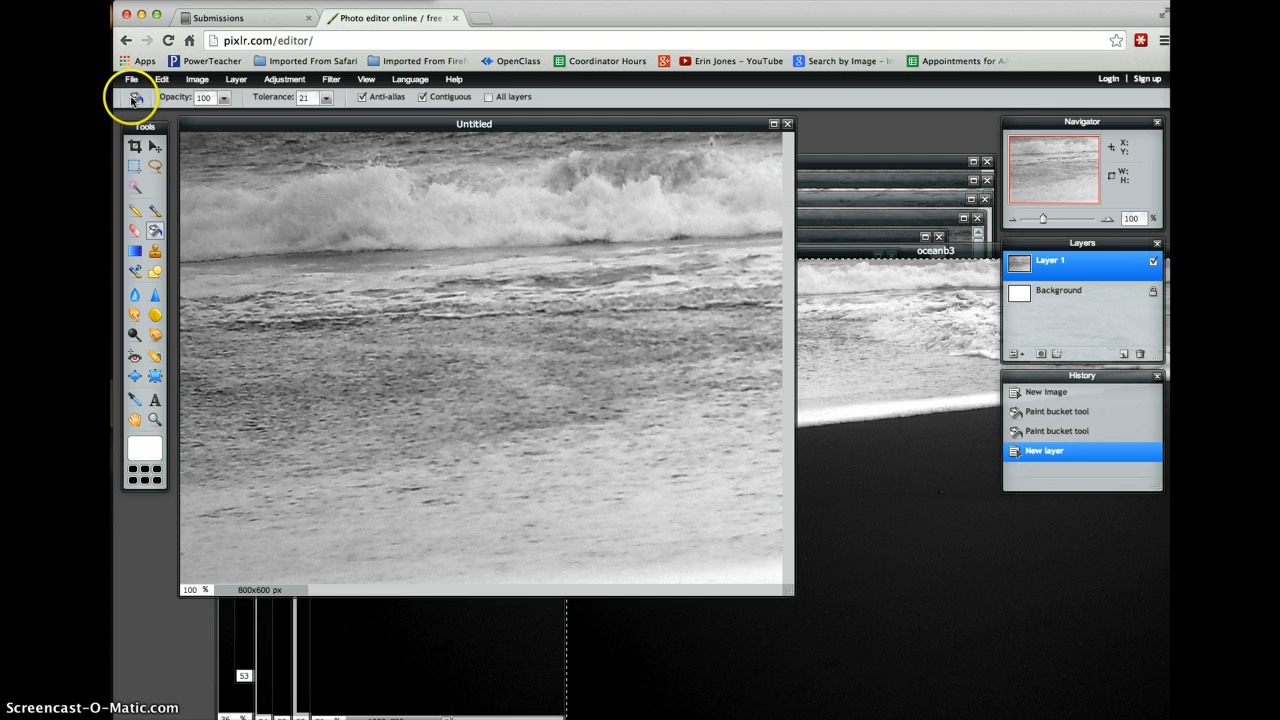 Submissions
Photo editor online / free
pixlr.com/editor/
Apps PowerTeacher Imported From Safari Imported From Firef OpenClass Coordinator Hours Erin Jones - YouTube Search by Image - In Appointments for Ad
File Edit Image Layer Adjustment Filter View Language Help Login | Sign up
Opacity: 100 Tolerance: 21 Anti-alias Contiguous All layers
Tools
Untitled
Navigator
X:
Y:
W:
H:
100 %
oceanb3
Layers
Layer 1
Background
History
New image
Paint bucket tool
Paint bucket tool
New layer
100 % 800x600 px
53
Screencast-O-Matic.com